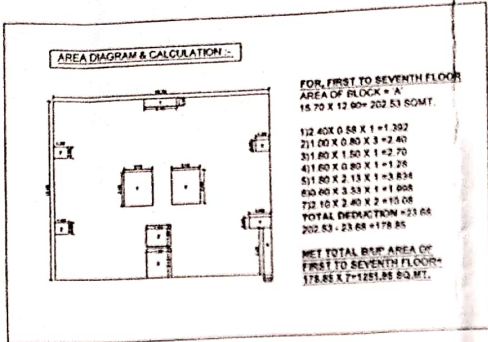 AREA DIAGRAM & CALCULATION :-
FOR, FIRST TO SEVENTH FLOOR
AREA OF BLOCK = 'A'
15.70 X 12.90= 202.53 SQMT.
1)2.40X 0.58 X 1 =1.392
2)1.00 X 0.80 X 3 =2.40
3)1.80 X 1.50 X 1 =2.70
4)1.60 X 0.80 X 1 =1.28
5)1.80 X 2.13 X 1 =3.834
6)0.60 X 3.33 X 1 =1.998
7)2.10 X 2.40 X 2 =10.08
TOTAL DEDUCTION =23.68
202.53 - 23.68 =178.85
NET TOTAL B/UP AREA OF
FIRST TO SEVENTH FLOOR=
178.85 X 7=1251.95 SQ.MT.